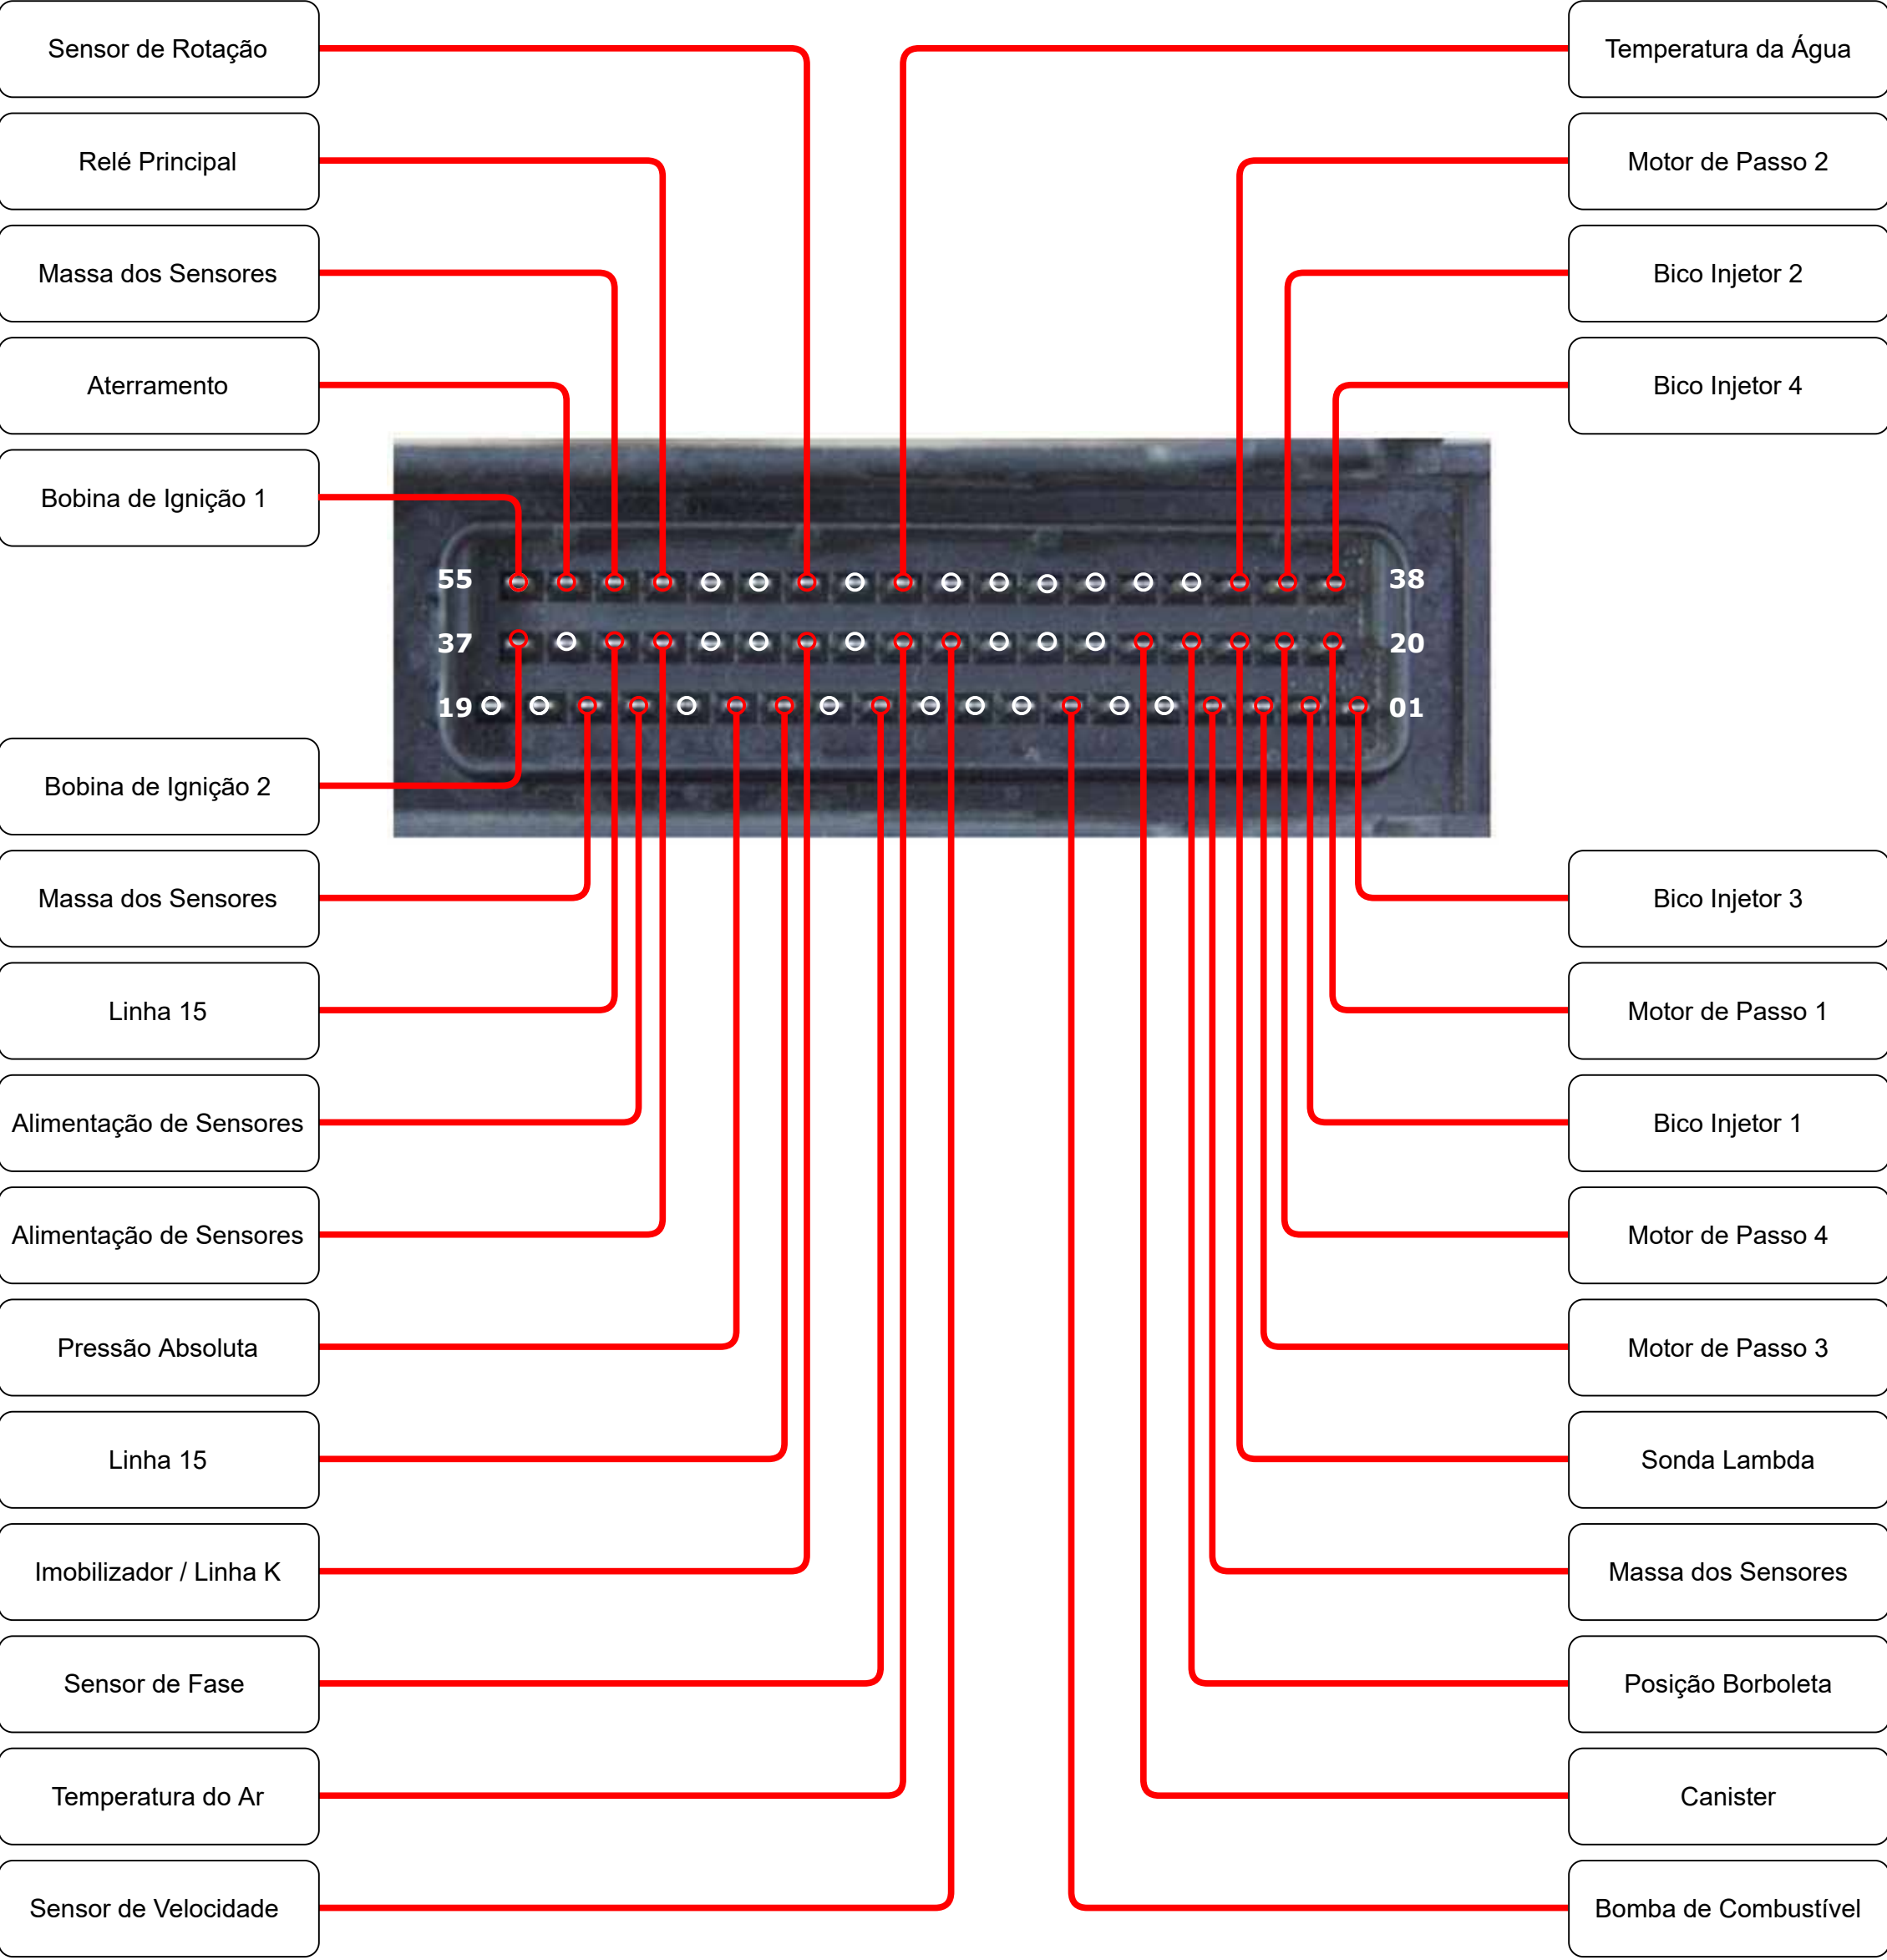 Sensor de Rotação
Temperatura da Água
Relé Principal
Motor de Passo 2
Massa dos Sensores
Bico Injetor 2
Aterramento
Bico Injetor 4
Bobina de Ignição 1
55
38
37
20
19
01
Bobina de Ignição 2
Massa dos Sensores
Bico Injetor 3
Linha 15
Motor de Passo 1
Alimentação de Sensores
Bico Injetor 1
Alimentação de Sensores
Motor de Passo 4
Pressão Absoluta
Motor de Passo 3
Linha 15
Sonda Lambda
Imobilizador / Linha K
Massa dos Sensores
Sensor de Fase
Posição Borboleta
Temperatura do Ar
Canister
Sensor de Velocidade
Bomba de Combustível